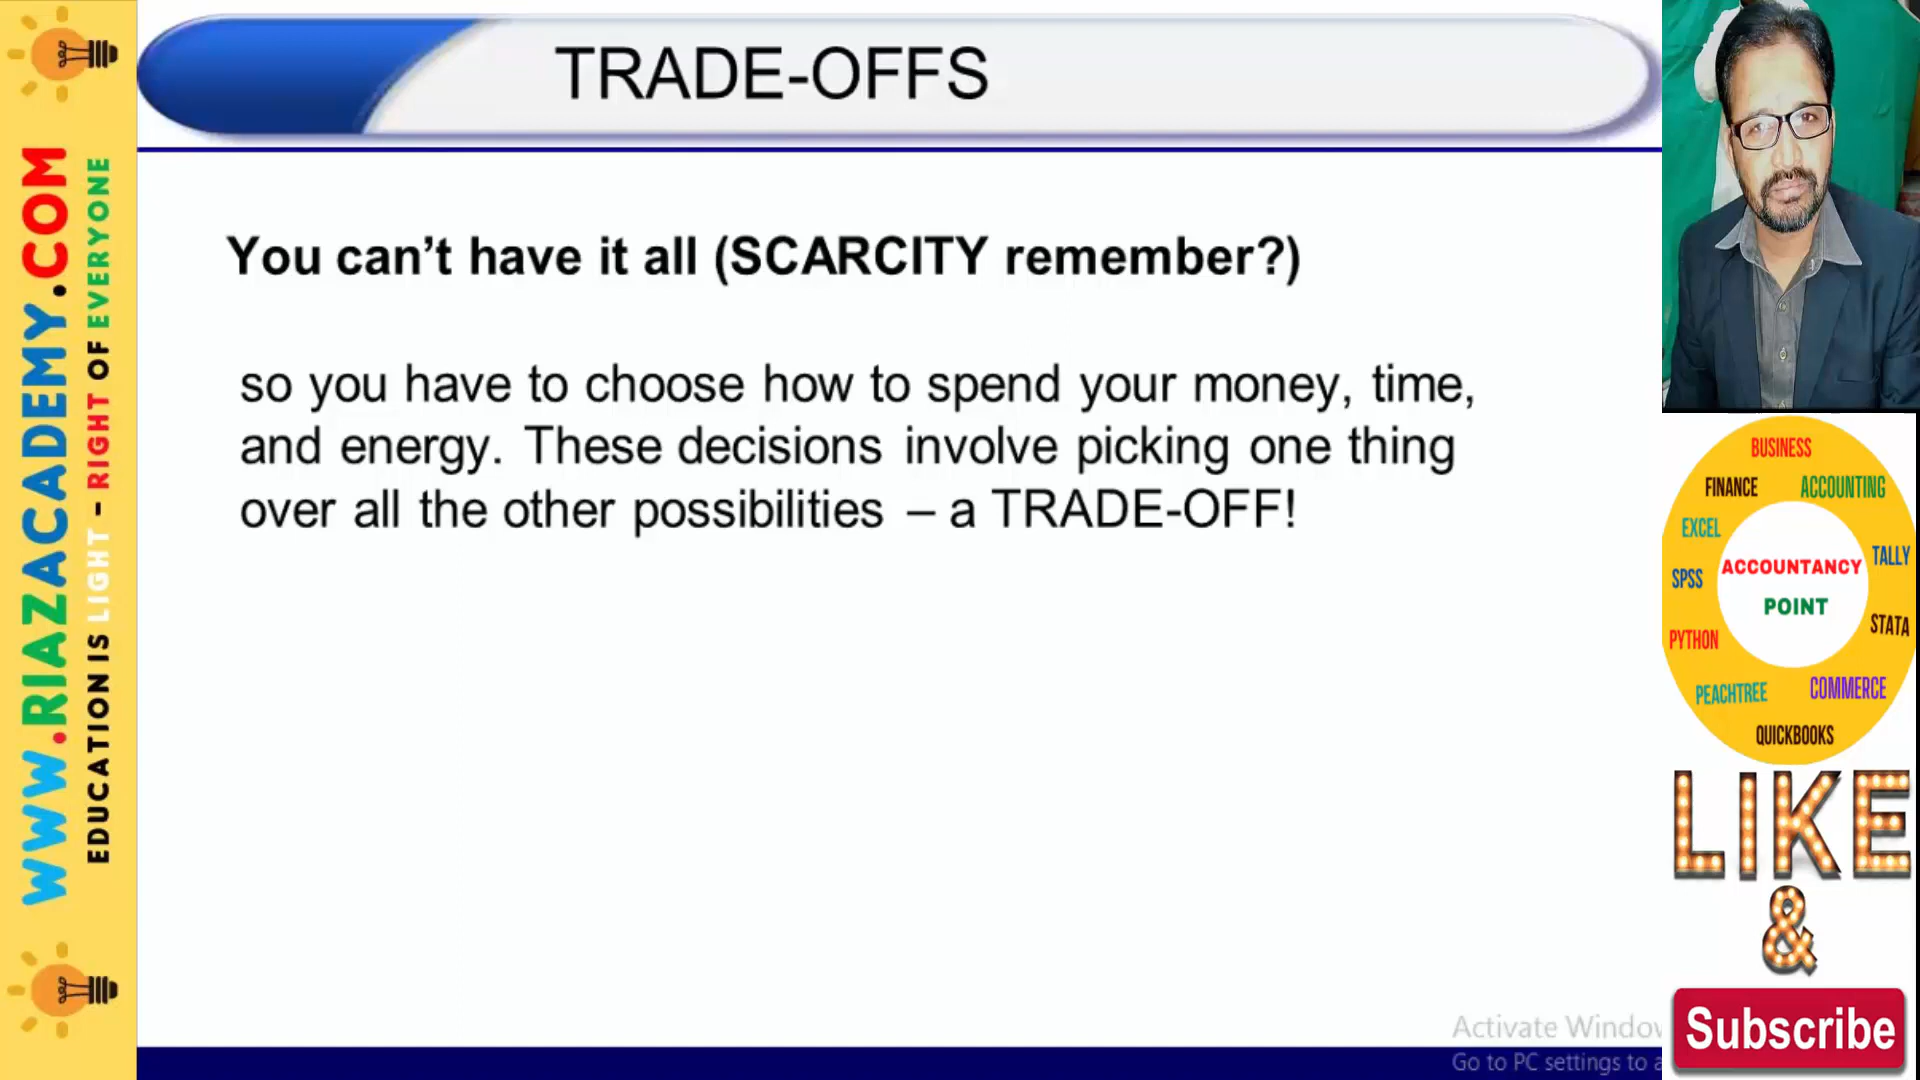 WWW.RIAZACADEMY.COM
EDUCATION IS LIGHT - RIGHT OF EVERYONE
TRADE-OFFS
You can't have it all (SCARCITY remember?)
so you have to choose how to spend your money, time,
and energy. These decisions involve picking one thing
over all the other possibilities – a TRADE-OFF!
BUSINESS
FINANCE
ACCOUNTING
EXCEL
TALLY
SPSS
ACCOUNTANCY
POINT
STATA
PYTHON
PEACHTREE
COMMERCE
QUICKBOOKS
LIKE
&
Subscribe
Activate Window
Go to PC settings to a